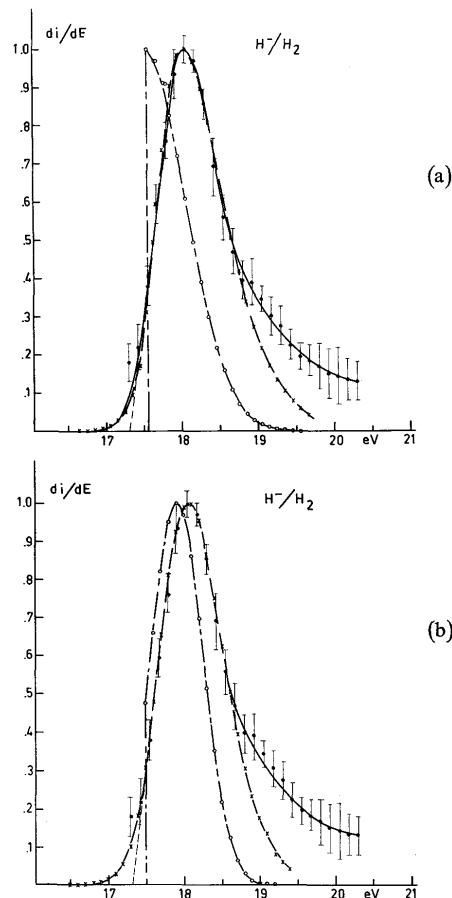 di/dE
H⁻/H₂
1.0
.9
.8
.7
.6
.5
.4
.3
.2
.1
17 18 19 20 eV 21
(a)
di/dE
H⁻/H₂
1.0
.9
.8
.7
.6
.5
.4
.3
.2
.1
17 18 19 20 eV 21
(b)